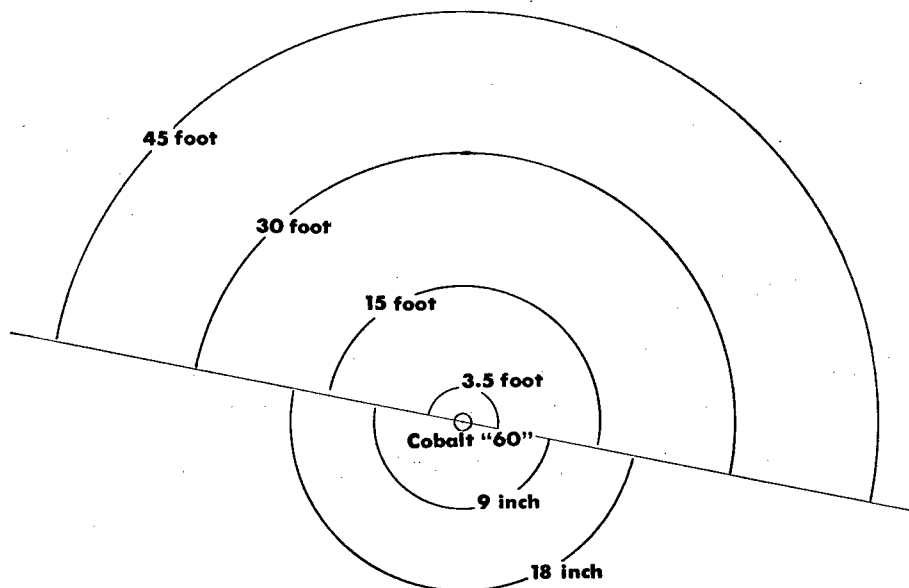 45 foot
30 foot
15 foot
3.5 foot
Cobalt “60”
9 inch
18 inch